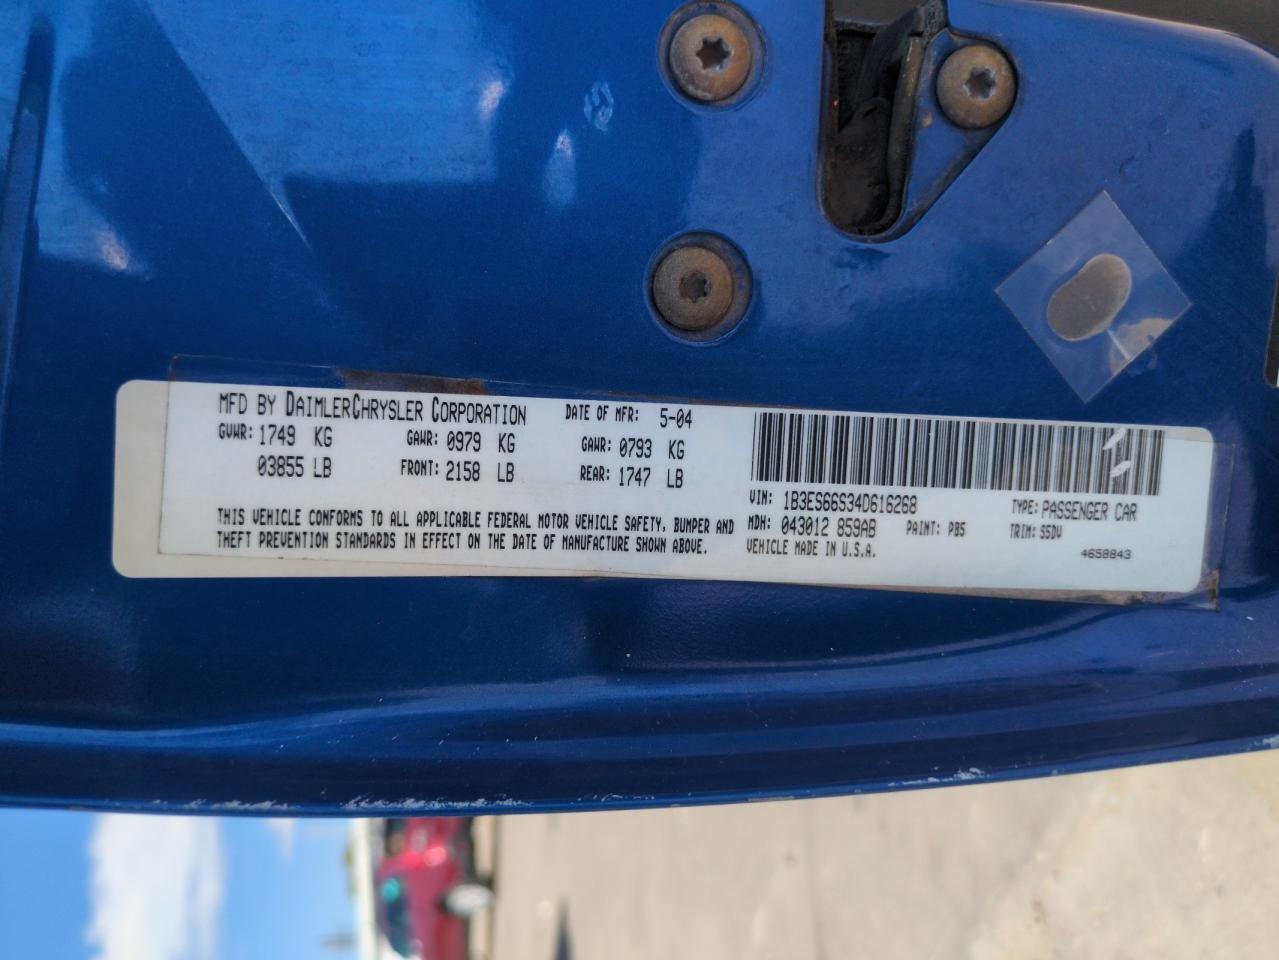 MFD BY DAIMLERCHRYSLER CORPORATION DATE OF MFR: 5-04
GVWR: 1749 KG GAWR: 0979 KG GAWR: 0793 KG
03855 LB FRONT: 2158 LB REAR: 1747 LB
THIS VEHICLE CONFORMS TO ALL APPLICABLE FEDERAL MOTOR VEHICLE SAFETY, BUMPER AND
THEFT PREVENTION STANDARDS IN EFFECT ON THE DATE OF MANUFACTURE SHOWN ABOVE.
VIN: 1B3ES66S34D616268 TYPE: PASSENGER CAR
MDH: 043012 859AB PAINT: PB5 TRIM: S5DV
VEHICLE MADE IN U.S.A. 4658843